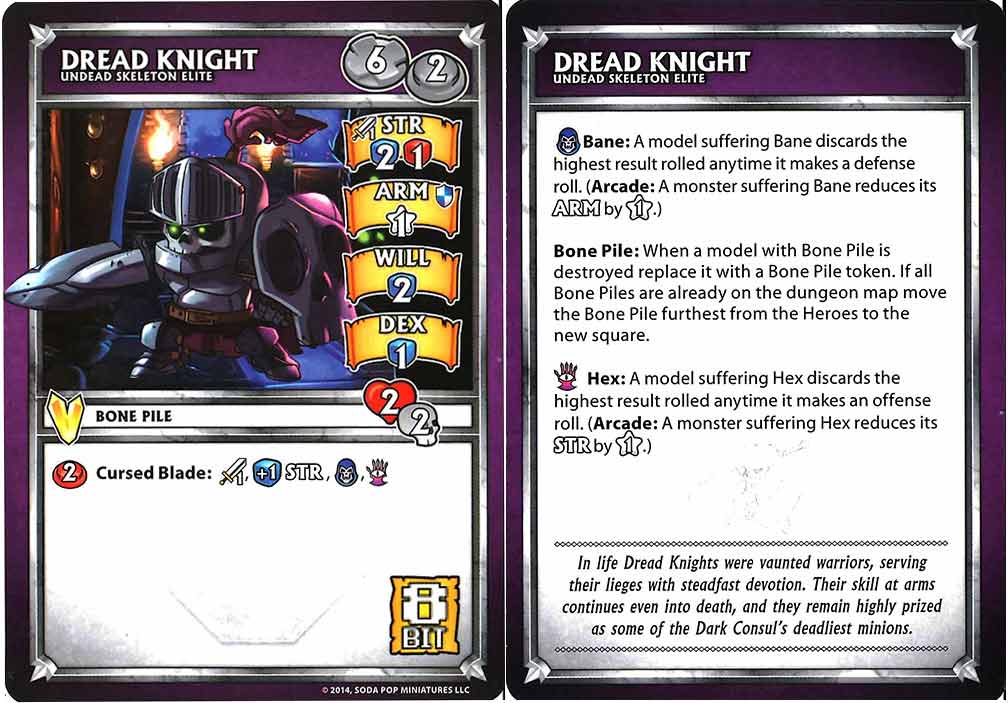 DREAD KNIGHT
UNDEAD SKELETON ELITE
6
2
STR
2 1
ARM
1
WILL
2
DEX
1
BONE PILE
2
2
2 Cursed Blade: , +1 STR, ,
8
BIT
© 2014, SODA POP MINIATURES LLC
DREAD KNIGHT
UNDEAD SKELETON ELITE
Bane: A model suffering Bane discards the
highest result rolled anytime it makes a defense
roll. (Arcade: A monster suffering Bane reduces its
ARM by 1.)
Bone Pile: When a model with Bone Pile is
destroyed replace it with a Bone Pile token. If all
Bone Piles are already on the dungeon map move
the Bone Pile furthest from the Heroes to the
new square.
Hex: A model suffering Hex discards the
highest result rolled anytime it makes an offense
roll. (Arcade: A monster suffering Hex reduces its
STR by 1.)
In life Dread Knights were vaunted warriors, serving
their lieges with steadfast devotion. Their skill at arms
continues even into death, and they remain highly prized
as some of the Dark Consul's deadliest minions.